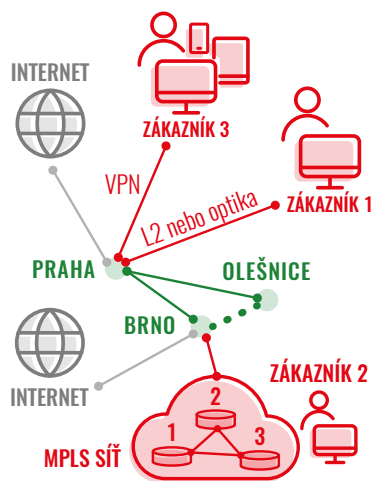 INTERNET
ZÁKAZNÍK 3
VPN
ZÁKAZNÍK 1
L2 nebo optika
PRAHA
OLEŠNICE
BRNO
INTERNET
ZÁKAZNÍK 2
2
1
3
MPLS SÍŤ